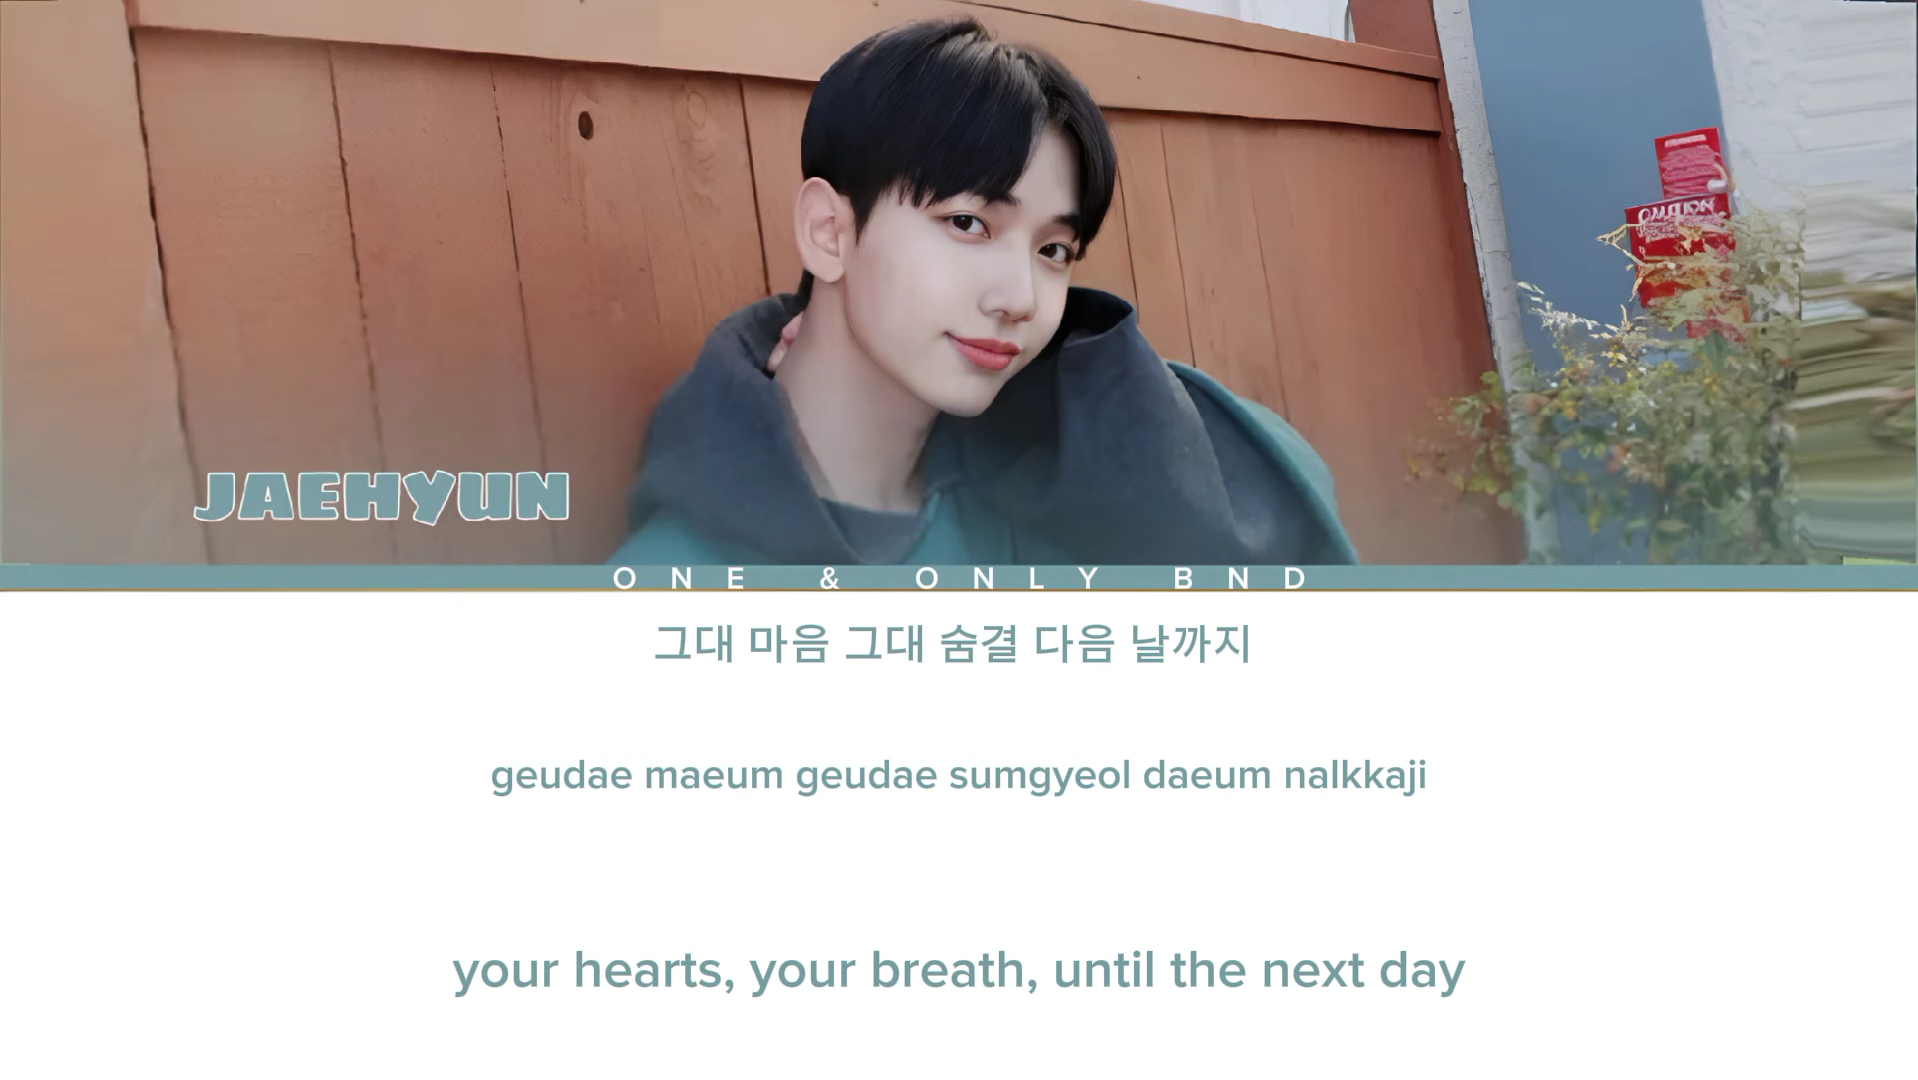 CAUTION
JAEHYUN
ONE & ONLY BND
그대 마음 그대 숨결 다음 날까지
geudae maeum geudae sumgyeol daeum nalkkaji
your hearts, your breath, until the next day